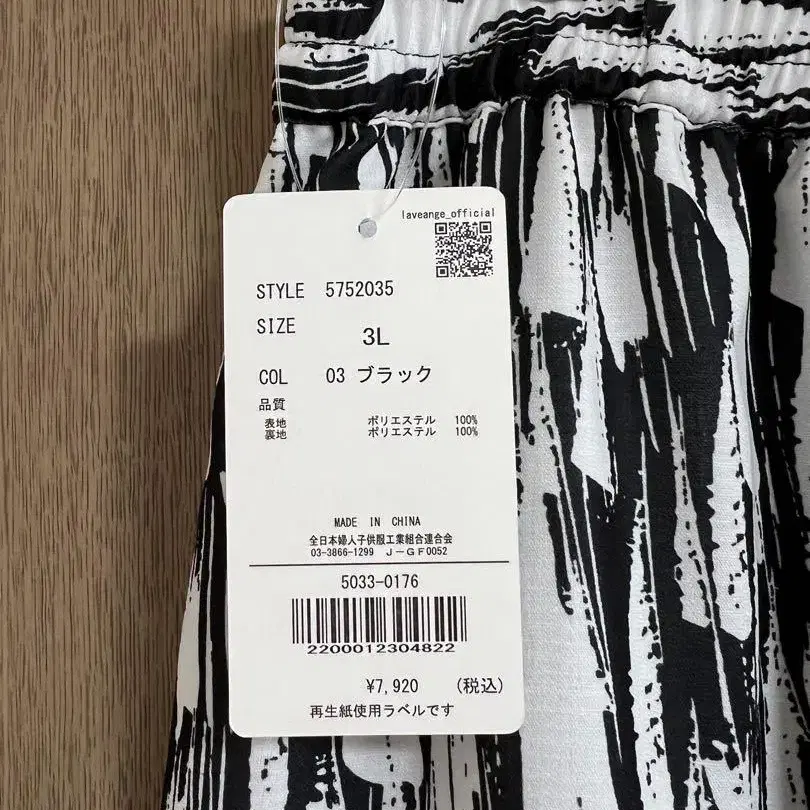 laveange_official
STYLE 5752035
SIZE 3L
COL 03 ブラック
品質
表地 ポリエステル 100%
裏地 ポリエステル 100%
MADE IN CHINA
全日本婦人子供服工業組合連合会
03-3866-1299 J-GF0052
5033-0176
2200012304822
¥7,920 (税込)
再生紙使用ラベルです